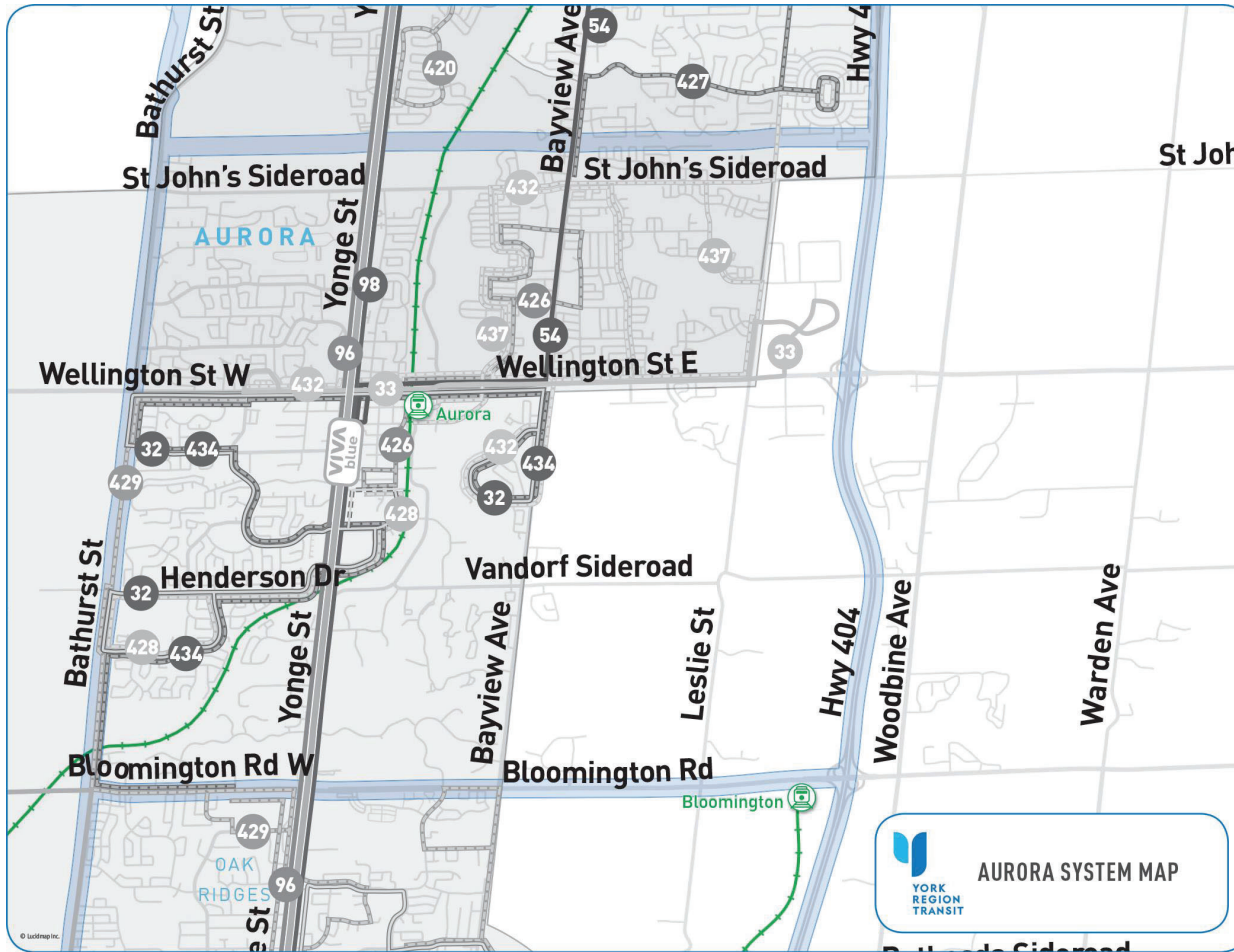 Bathurst St
Y
420
54
Bayview Ave
427
Hwy 4
St John's Sideroad
432
St John's Sideroad
St Joh
AURORA
Yonge St
98
437
426
54
437
96
33
Wellington St W
432
33
Wellington St E
Aurora
VIVA
blue
426
432
434
32
434
429
32
428
Bathurst St
Henderson Dr
32
Vandorf Sideroad
428
434
Yonge St
Bayview Ave
Leslie St
Hwy 404
Woodbine Ave
Warden Ave
Bloomington Rd W
Bloomington Rd
Bloomington
429
OAK
RIDGES
96
e St
YORK
REGION
TRANSIT
AURORA SYSTEM MAP
© Lucidmap Inc.